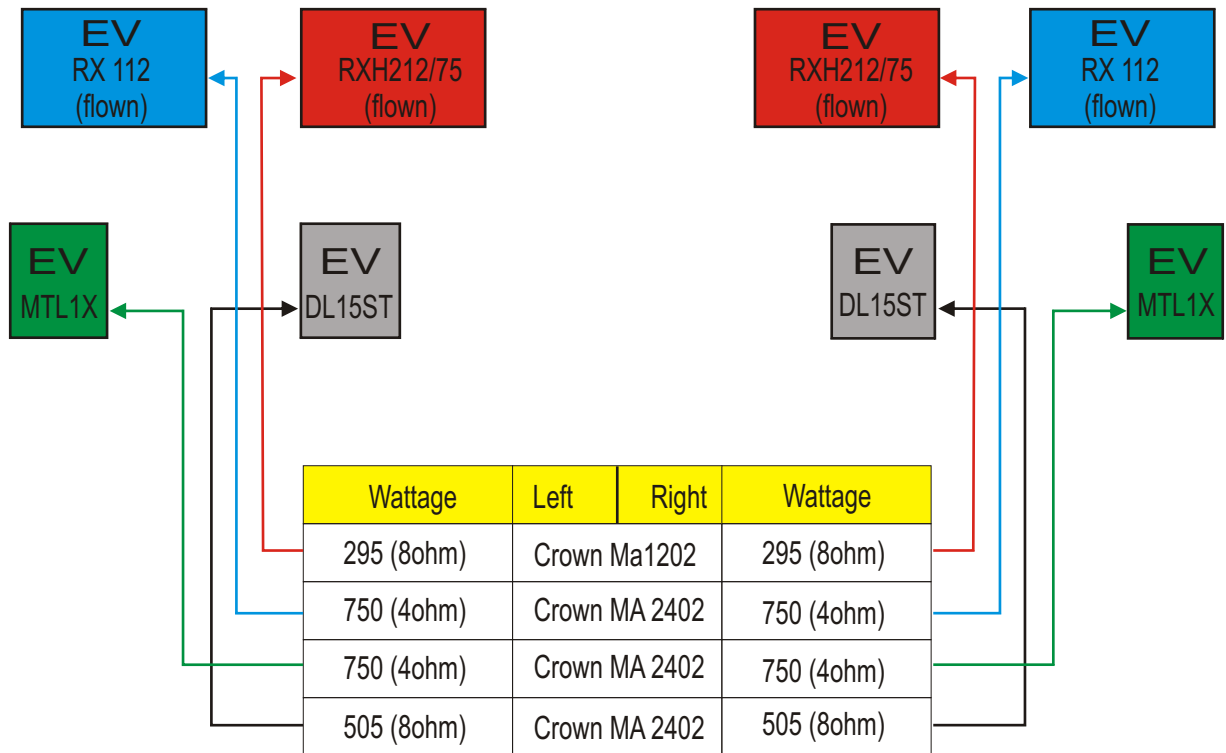 EV
RX 112
(flown)
EV
RXH212/75
(flown)
EV
RXH212/75
(flown)
EV
RX 112
(flown)
EV
MTL1X
EV
DL15ST
EV
DL15ST
EV
MTL1X
Wattage Left Right Wattage
295 (8ohm) Crown Ma1202 295 (8ohm)
750 (4ohm) Crown MA 2402 750 (4ohm)
750 (4ohm) Crown MA 2402 750 (4ohm)
505 (8ohm) Crown MA 2402 505 (8ohm)